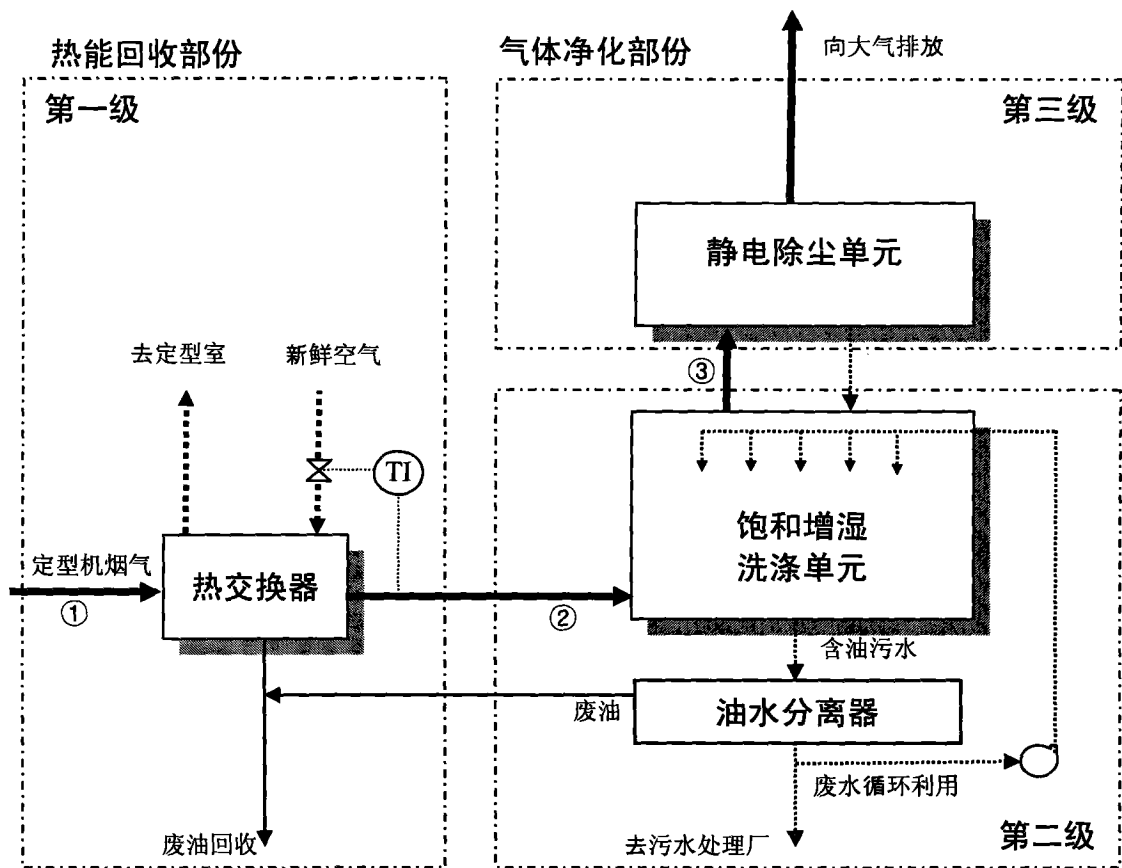 热能回收部份
第一级
去定型室
新鲜空气
TI
定型机烟气
①
热交换器
废油回收
气体净化部份
向大气排放
第三级
静电除尘单元
③
饱和增湿
洗涤单元
②
含油污水
废油
油水分离器
废水循环利用
去污水处理厂
第二级